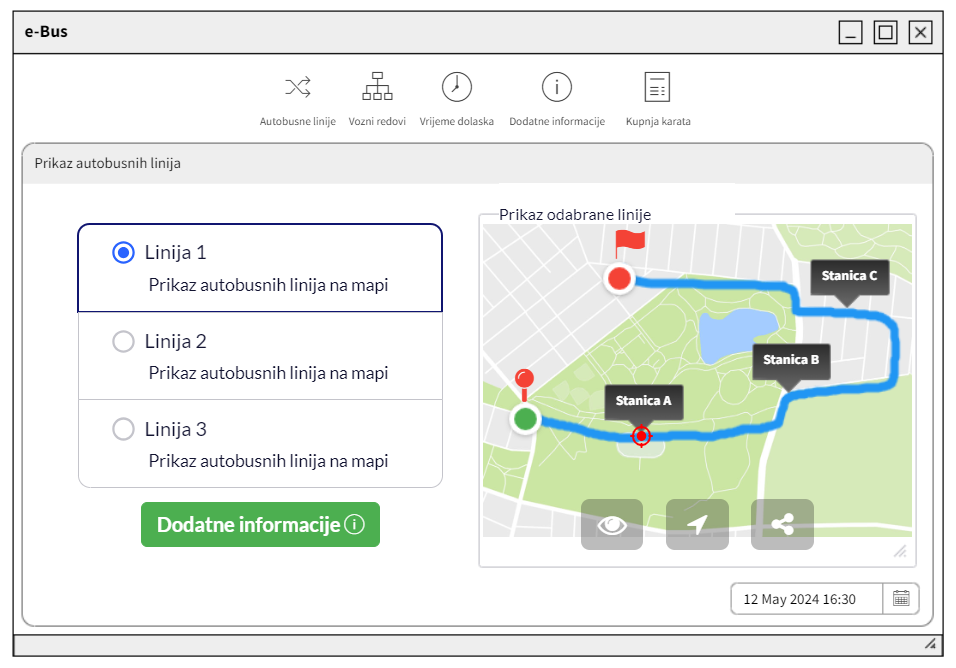 e-Bus
Autobusne linije
Vozni redovi
Vrijeme dolaska
Dodatne informacije
Kupnja karata
Prikaz autobusnih linija
Linija 1
Prikaz autobusnih linija na mapi
Linija 2
Prikaz autobusnih linija na mapi
Linija 3
Prikaz autobusnih linija na mapi
Dodatne informacije
Prikaz odabrane linije
Stanica C
Stanica B
Stanica A
12 May 2024 16:30